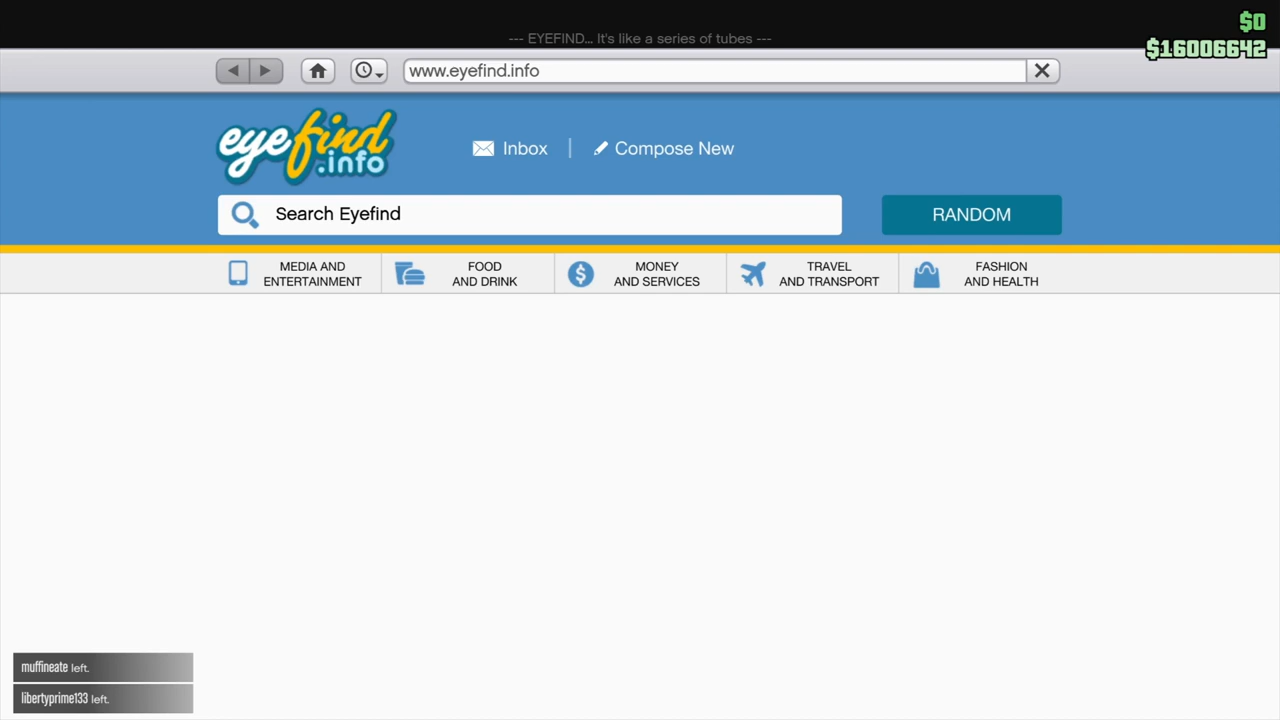 $0
--- EYEFIND... It's like a series of tubes ---
$16006642
www.eyefind.info
eyefind
.info
Inbox
Compose New
Search Eyefind
RANDOM
MEDIA AND
ENTERTAINMENT
FOOD
AND DRINK
MONEY
AND SERVICES
TRAVEL
AND TRANSPORT
FASHION
AND HEALTH
muffineate left.
libertyprime133 left.